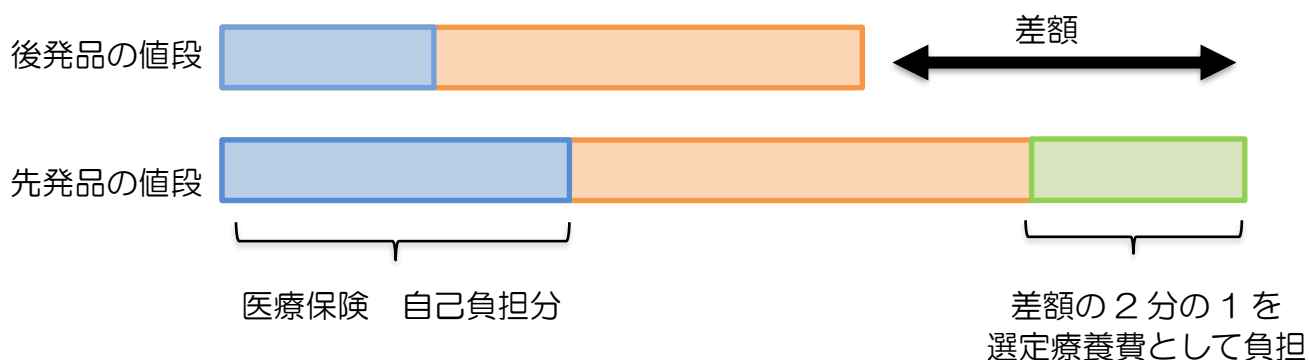 差額
後発品の値段
先発品の値段
医療保険　自己負担分
差額の２分の１を
選定療養費として負担